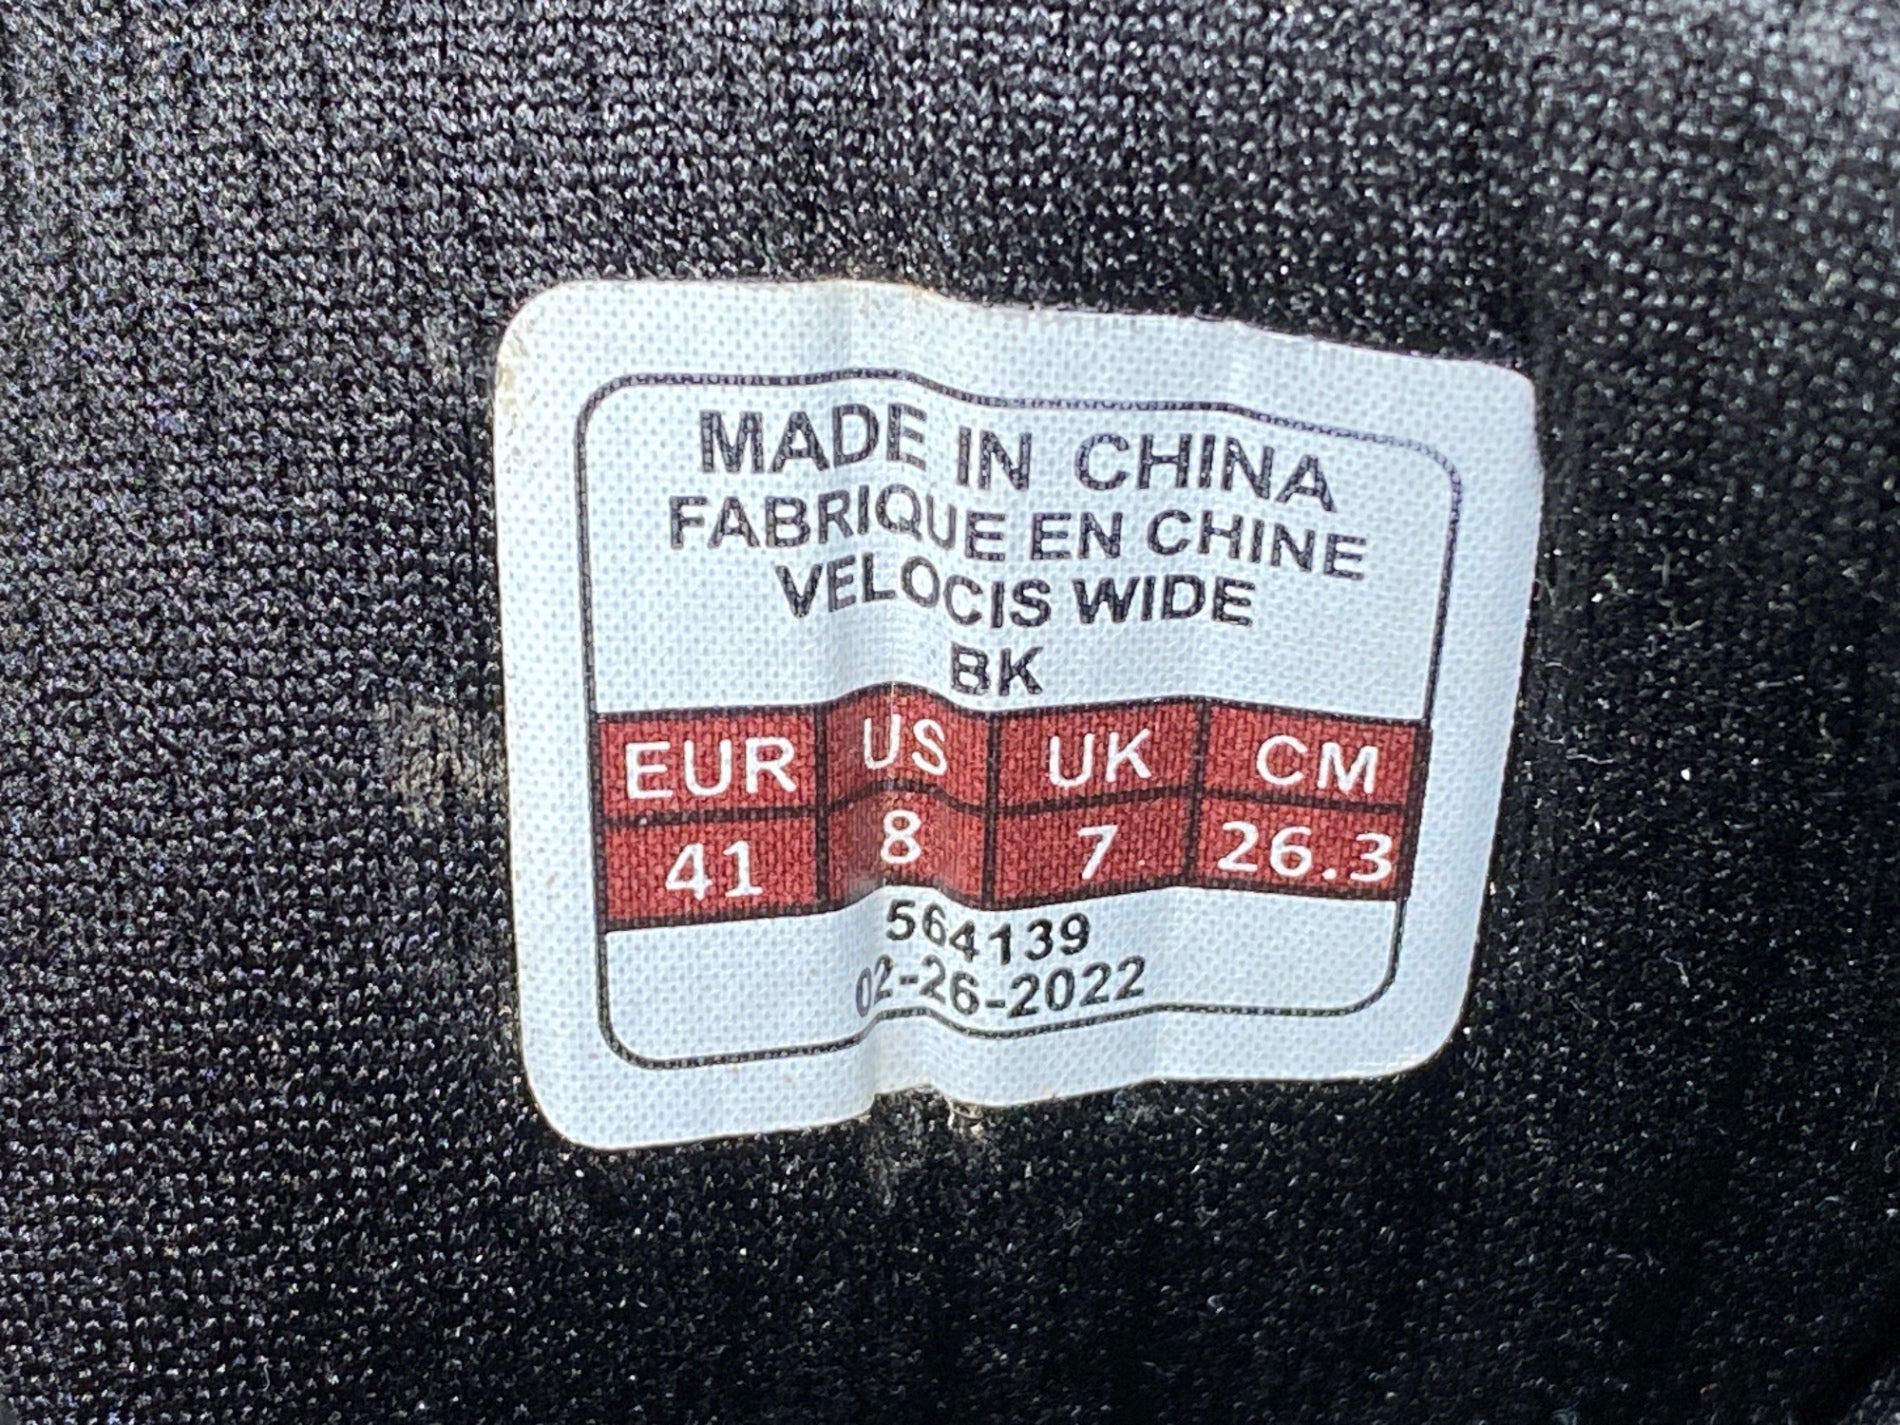 MADE IN CHINA
FABRIQUE EN CHINE
VELOCIS WIDE
BK
EUR US UK CM
41 8 7 26.3
564139
02-26-2022